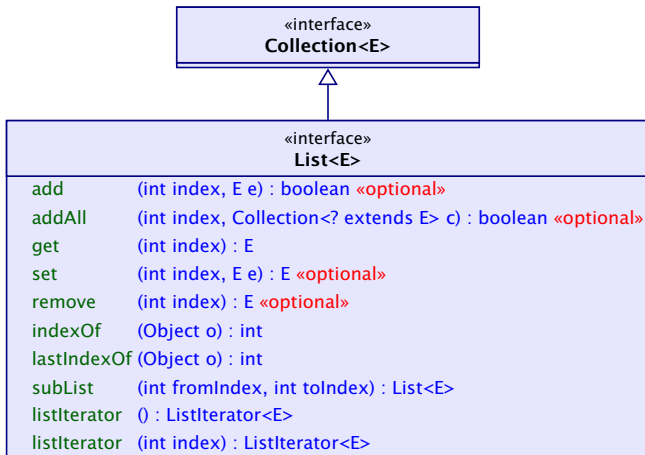 «interface»
Collection<E>
«interface»
List<E>
add (int index, E e) : boolean «optional»
addAll (int index, Collection<? extends E> c) : boolean «optional»
get (int index) : E
set (int index, E e) : E «optional»
remove (int index) : E «optional»
indexOf (Object o) : int
lastIndexOf (Object o) : int
subList (int fromIndex, int toIndex) : List<E>
listIterator () : ListIterator<E>
listIterator (int index) : ListIterator<E>